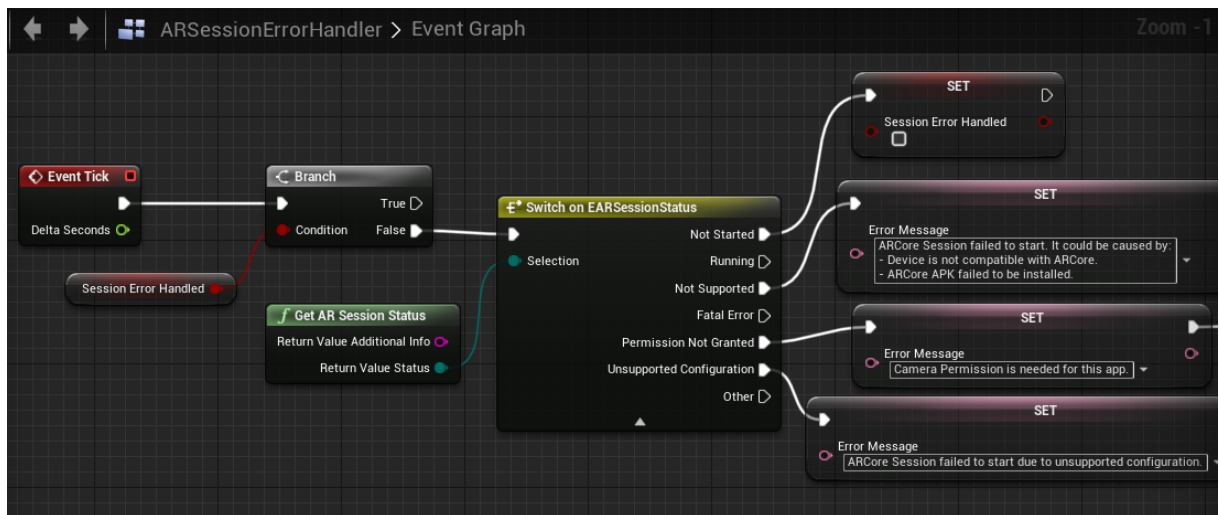 ARSessionErrorHandler > Event Graph
Zoom -1
SET
Session Error Handled
SET
Error Message
ARCore Session failed to start. It could be caused by:
- Device is not compatible with ARCore.
- ARCore APK failed to be installed.
Event Tick
Delta Seconds
Branch
True
Condition
False
Session Error Handled
Switch on EARSessionStatus
Not Started
Selection
Running
Not Supported
Fatal Error
Permission Not Granted
Unsupported Configuration
Other
f Get AR Session Status
Return Value Additional Info
Return Value Status
SET
Error Message
Camera Permission is needed for this app.
SET
Error Message
ARCore Session failed to start due to unsupported configuration.